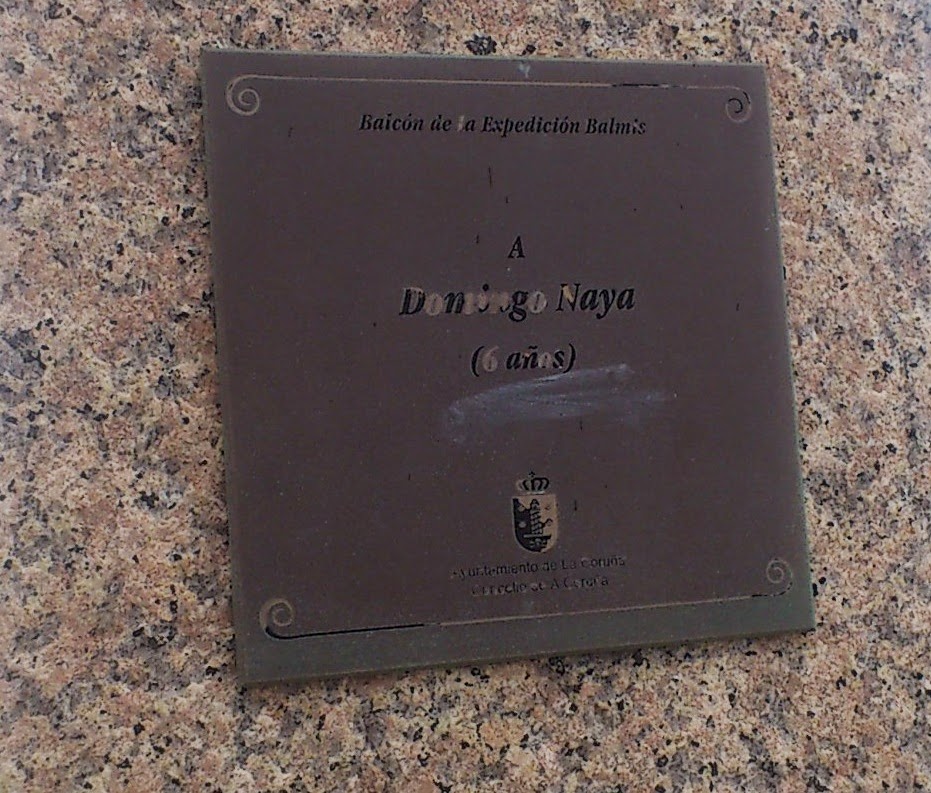 Balcón de la Expedición Balmis
A
Domingo Naya
(6 años)
Ayuntamiento de La Coruña
Concello de A Coruña